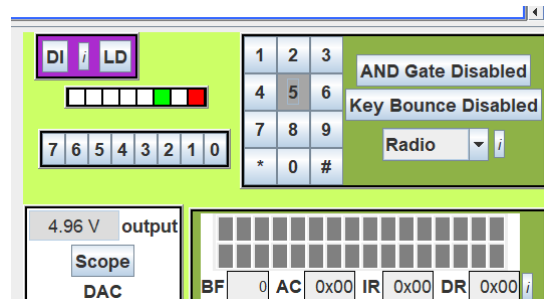 DI i LD
1 2 3
4 5 6
7 8 9
* 0 #
AND Gate Disabled
Key Bounce Disabled
Radio i
7 6 5 4 3 2 1 0
4.96 V output
Scope
DAC
BF 0 AC 0x00 IR 0x00 DR 0x00 i